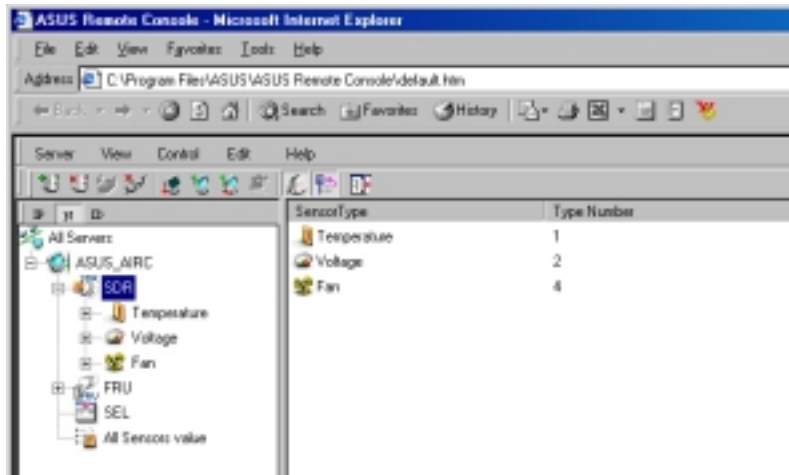 ASUS Remote Console - Microsoft Internet Explorer
File Edit View Favorites Tools Help
Address C:\Program Files\ASUS\ASUS Remote Console\default.htm
Back Search Favorites History
Server View Control Edit Help
SensorType Type Number
All Servers
ASUS_AIRC
SDR
Temperature
Voltage
Fan
FRU
SEL
All Sensors value
Temperature 1
Voltage 2
Fan 4